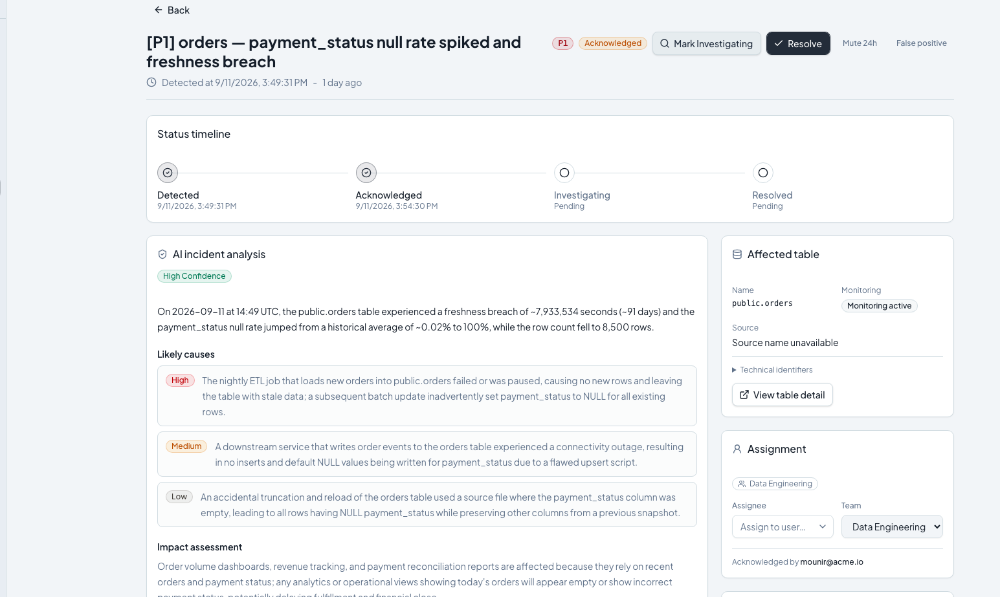 Back
[P1] orders — payment_status null rate spiked and
freshness breach
P1
Acknowledged
Mark Investigating
Resolve
Mute 24h
False positive
Detected at 9/11/2026, 3:49:31 PM - 1 day ago
Status timeline
Detected
9/11/2026, 3:49:31 PM
Acknowledged
9/11/2026, 3:54:30 PM
Investigating
Pending
Resolved
Pending
AI incident analysis
High Confidence
On 2026-09-11 at 14:49 UTC, the public.orders table experienced a freshness breach of ~7,933,534 seconds (~91 days) and the
payment_status null rate jumped from a historical average of ~0.02% to 100%, while the row count fell to 8,500 rows.
Likely causes
High
The nightly ETL job that loads new orders into public.orders failed or was paused, causing no new rows and leaving
the table with stale data; a subsequent batch update inadvertently set payment_status to NULL for all existing
rows.
Medium
A downstream service that writes order events to the orders table experienced a connectivity outage, resulting
in no inserts and default NULL values being written for payment_status due to a flawed upsert script.
Low
An accidental truncation and reload of the orders table used a source file where the payment_status column was
empty, leading to all rows having NULL payment_status while preserving other columns from a previous snapshot.
Impact assessment
Order volume dashboards, revenue tracking, and payment reconciliation reports are affected because they rely on recent
orders and payment status; any analytics or operational views showing today's orders will appear empty or show incorrect
payment status, potentially delaying fulfillment and financial close.
Affected table
Name
Monitoring
public.orders
Monitoring active
Source
Source name unavailable
Technical identifiers
View table detail
Assignment
Data Engineering
Assignee
Team
Assign to user...
Data Engineering
Acknowledged by mounir@acme.io